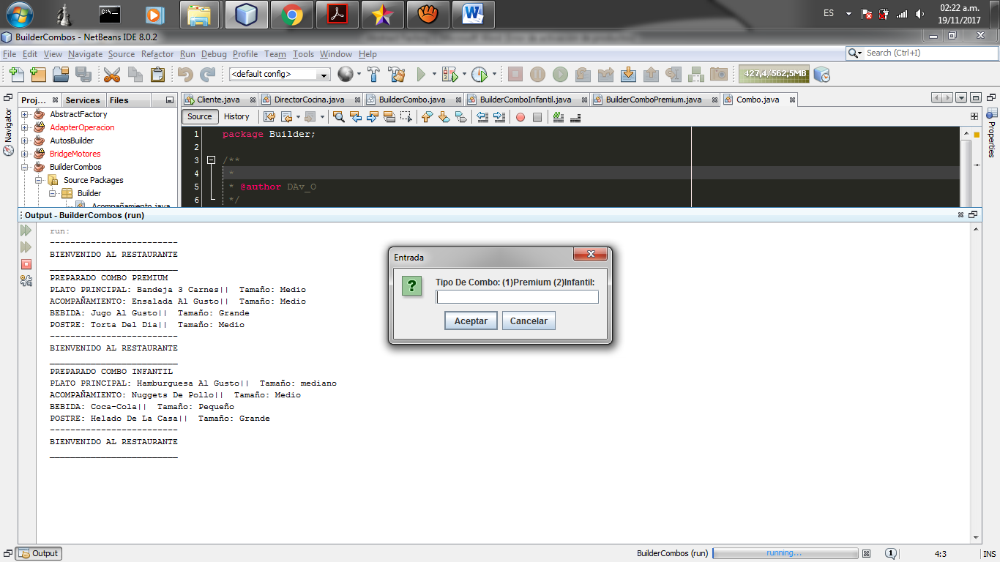 ES
02:22 a.m.
19/11/2017
BuilderCombos - NetBeans IDE 8.0.2
File Edit View Navigate Source Refactor Run Debug Profile Team Tools Window Help
Search (Ctrl+I)
<default config>
427,4/562,5MB
Proj... Services Files
Cliente.java DirectorCocina.java BuilderCombo.java BuilderComboInfantil.java BuilderComboPremium.java Combo.java
Navigator
Properties
AbstractFactory
AdapterOperacion
AutosBuilder
BridgeMotores
BuilderCombos
Source Packages
Builder
Acompañamiento.java
Source History
1 package Builder;
2
3 /**
4 *
5 * @author DAv_O
6 */
Output - BuilderCombos (run)
run:
-------------------------
BIENVENIDO AL RESTAURANTE
_________________________
PREPARADO COMBO PREMIUM
PLATO PRINCIPAL: Bandeja 3 Carnes|| Tamaño: Medio
ACOMPAÑAMIENTO: Ensalada Al Gusto|| Tamaño: Medio
BEBIDA: Jugo Al Gusto|| Tamaño: Grande
POSTRE: Torta Del Dia|| Tamaño: Medio
-------------------------
BIENVENIDO AL RESTAURANTE
_________________________
PREPARADO COMBO INFANTIL
PLATO PRINCIPAL: Hamburguesa Al Gusto|| Tamaño: mediano
ACOMPAÑAMIENTO: Nuggets De Pollo|| Tamaño: Medio
BEBIDA: Coca-Cola|| Tamaño: Pequeño
POSTRE: Helado De La Casa|| Tamaño: Grande
-------------------------
BIENVENIDO AL RESTAURANTE
_________________________
Entrada
Tipo De Combo: (1)Premium (2)Infantil:
Aceptar Cancelar
Output
BuilderCombos (run) running... 1 4:3 INS